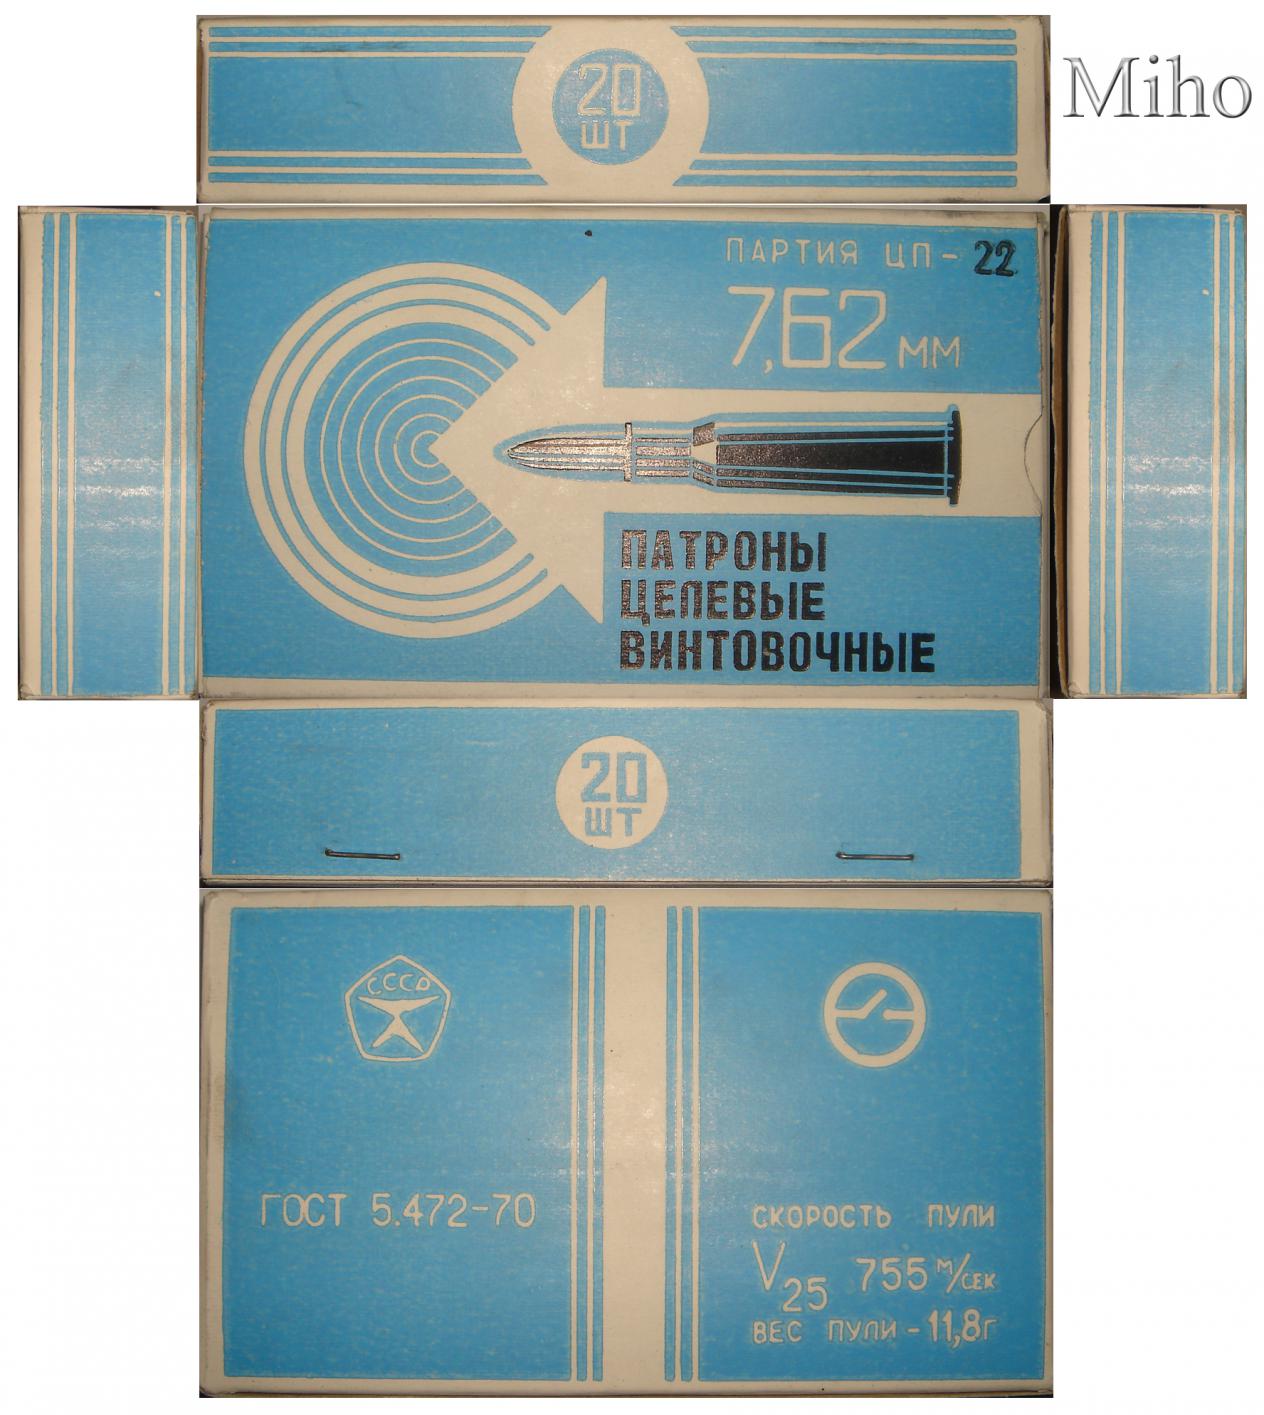 Miho
20
ШТ
ПАРТИЯ ЦП-22
7,62 мм
ПАТРОНЫ
ЦЕЛЕВЫЕ
ВИНТОВОЧНЫЕ
20
ШТ
СССР
ГОСТ 5.472-70
СКОРОСТЬ ПУЛИ
V25 755 м/СЕК
ВЕС ПУЛИ - 11,8г